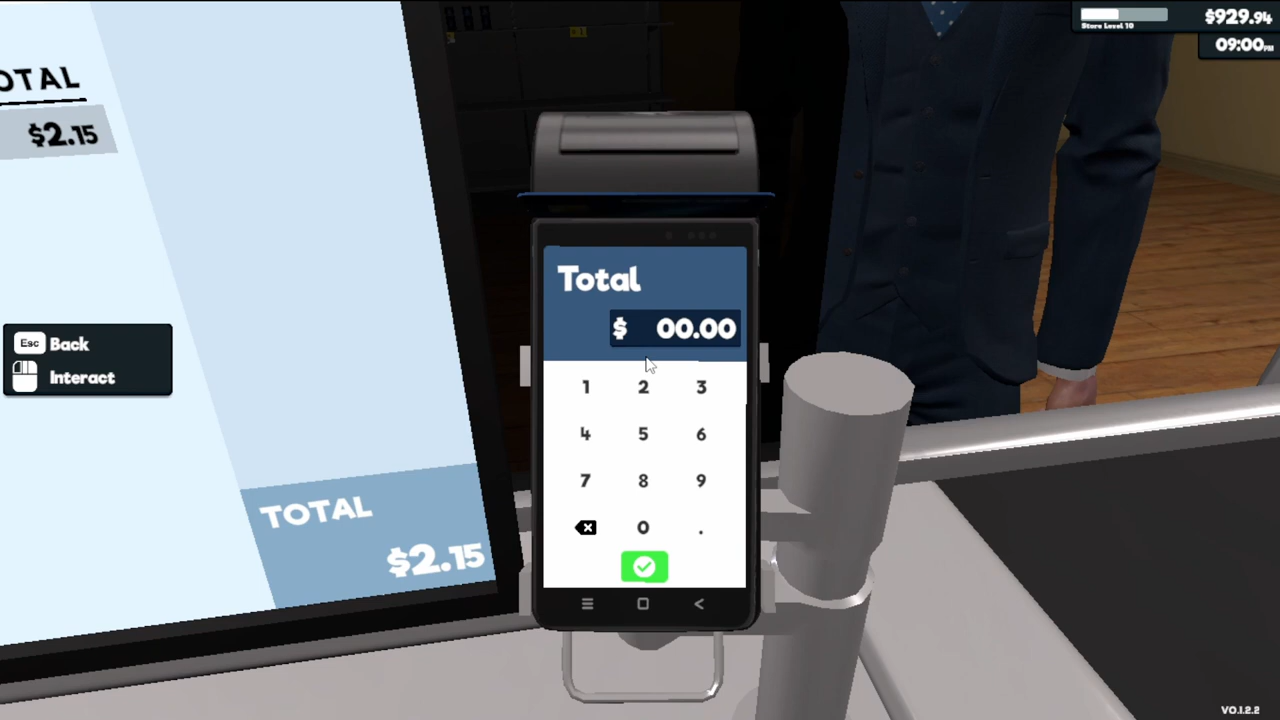 OTAL
$2.15
TOTAL
$2.15
Esc Back
Interact
Total
$ 00.00
1 2 3
4 5 6
7 8 9
0 .
Store Level 10
$929.94
09:00PM
V0.1.2.2